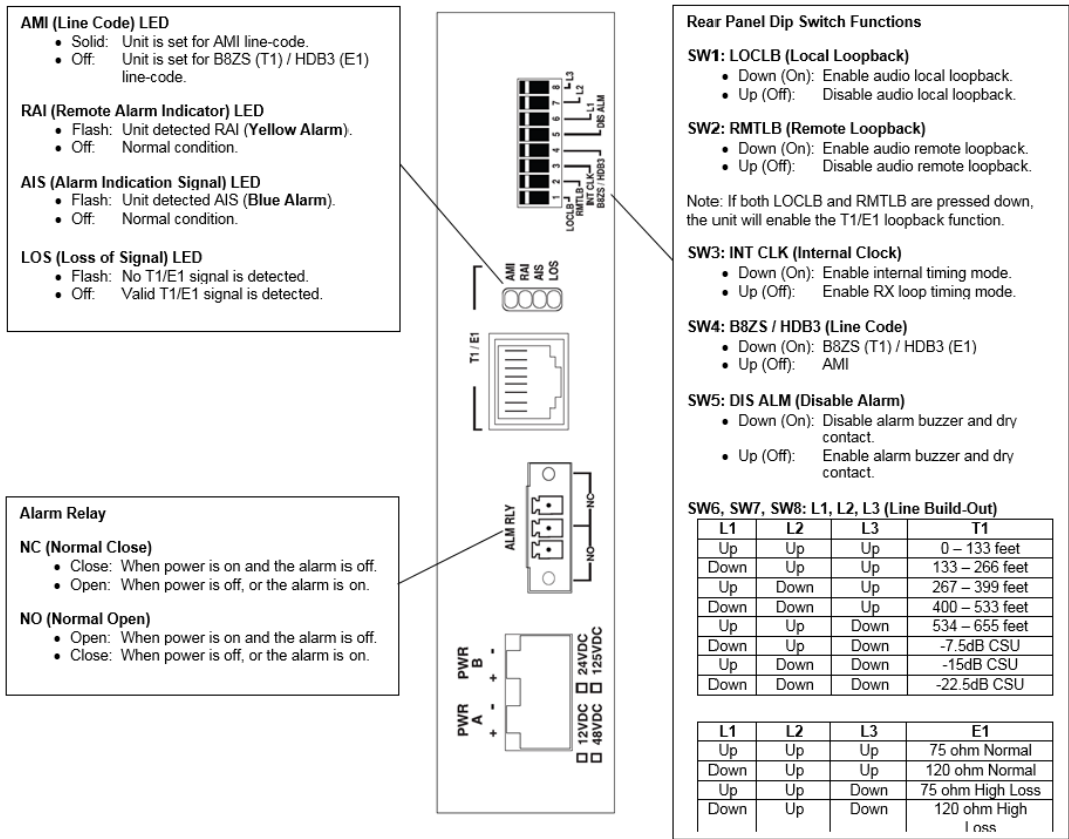 AMI (Line Code) LED
• Solid: Unit is set for AMI line-code.
• Off: Unit is set for B8ZS (T1) / HDB3 (E1)
line-code.
RAI (Remote Alarm Indicator) LED
• Flash: Unit detected RAI (Yellow Alarm).
• Off: Normal condition.
AIS (Alarm Indication Signal) LED
• Flash: Unit detected AIS (Blue Alarm).
• Off: Normal condition.
LOS (Loss of Signal) LED
• Flash: No T1/E1 signal is detected.
• Off: Valid T1/E1 signal is detected.
Alarm Relay
NC (Normal Close)
• Close: When power is on and the alarm is off.
• Open: When power is off, or the alarm is on.
NO (Normal Open)
• Open: When power is on and the alarm is off.
• Close: When power is off, or the alarm is on.
L3
L2
L1
DIS ALM
8
7
6
5
4
3
2
1
LOCLB
RMTLB
INT CLK
B8ZS / HDB3
AMI
RAI
AIS
LOS
T1 / E1
ALM RLY
NO
NO
PWR
B
+ -
PWR
A
+ -
24VDC
125VDC
12VDC
48VDC
Rear Panel Dip Switch Functions
SW1: LOCLB (Local Loopback)
• Down (On): Enable audio local loopback.
• Up (Off): Disable audio local loopback.
SW2: RMTLB (Remote Loopback)
• Down (On): Enable audio remote loopback.
• Up (Off): Disable audio remote loopback.
Note: If both LOCLB and RMTLB are pressed down,
the unit will enable the T1/E1 loopback function.
SW3: INT CLK (Internal Clock)
• Down (On): Enable internal timing mode.
• Up (Off): Enable RX loop timing mode.
SW4: B8ZS / HDB3 (Line Code)
• Down (On): B8ZS (T1) / HDB3 (E1)
• Up (Off): AMI
SW5: DIS ALM (Disable Alarm)
• Down (On): Disable alarm buzzer and dry
contact.
• Up (Off): Enable alarm buzzer and dry
contact.
SW6, SW7, SW8: L1, L2, L3 (Line Build-Out)
L1 L2 L3 T1
Up Up Up 0 – 133 feet
Down Up Up 133 – 266 feet
Up Down Up 267 – 399 feet
Down Down Up 400 – 533 feet
Up Up Down 534 – 655 feet
Down Up Down -7.5dB CSU
Up Down Down -15dB CSU
Down Down Down -22.5dB CSU
L1 L2 L3 E1
Up Up Up 75 ohm Normal
Down Up Up 120 ohm Normal
Up Up Down 75 ohm High Loss
Down Up Down 120 ohm High
Loss